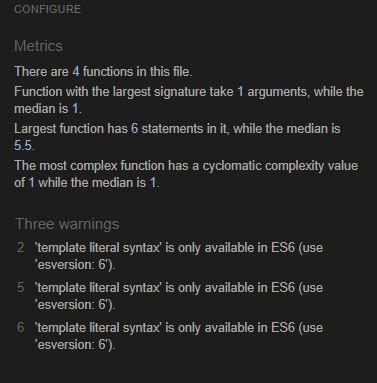 CONFIGURE
Metrics
There are 4 functions in this file.
Function with the largest signature take 1 arguments, while the
median is 1.
Largest function has 6 statements in it, while the median is
5.5.
The most complex function has a cyclomatic complexity value
of 1 while the median is 1.
Three warnings
2 'template literal syntax' is only available in ES6 (use
'esversion: 6').
5 'template literal syntax' is only available in ES6 (use
'esversion: 6').
6 'template literal syntax' is only available in ES6 (use
'esversion: 6').